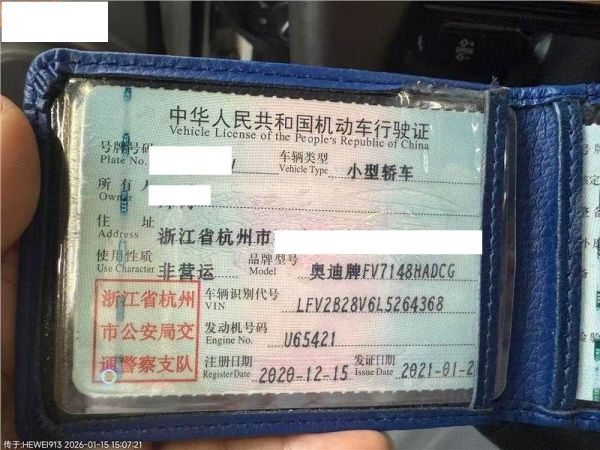 中华人民共和国机动车行驶证
Vehicle License of the People's Republic of China
号牌号码
Plate No.
车辆类型
Vehicle Type
小型轿车
所有人
Owner
住 址
Address
浙江省杭州市
使用性质
Use Character
非营运
品牌型号
Model
奥迪牌FV7148HADCG
浙江省杭州
市公安局交
通警察支队
车辆识别代号
VIN
LFV2B28V6L5264368
发动机号码
Engine No.
U65421
注册日期
Register Date
2020-12-15
发证日期
Issue Date
2021-01-2
传于:HEWEI913 2026-01-15 15:07:21